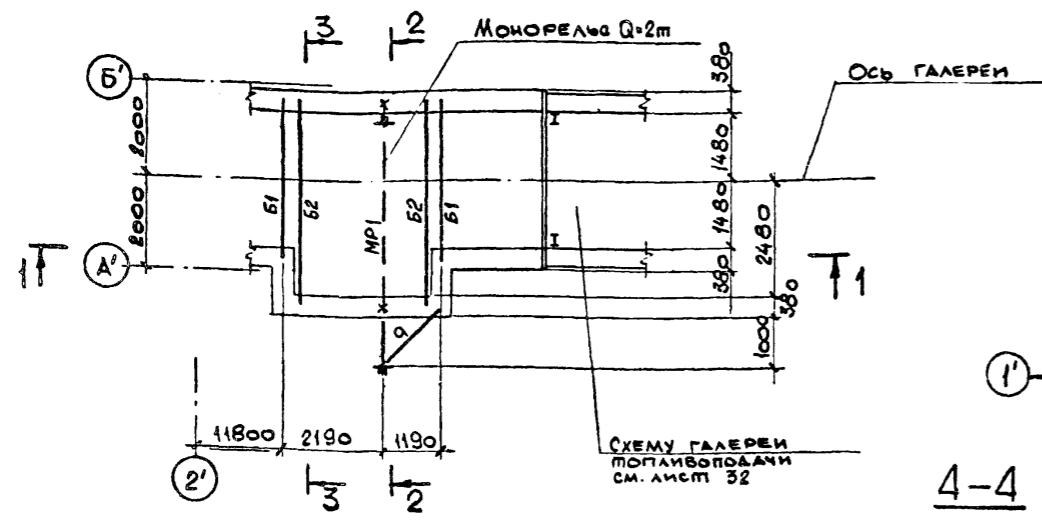 3
2
Монорельс Q=2т
Б'
Ось галереи
380
2000
1480
Б1
Б2
МР1
Б2
Б1
I
2000
1480
2480
I
1
А'
380
1
380
а
1000
1'
11800
2190
1190
Схему галереи
топливоподачи
см. лист 32
2'
3
2
4-4